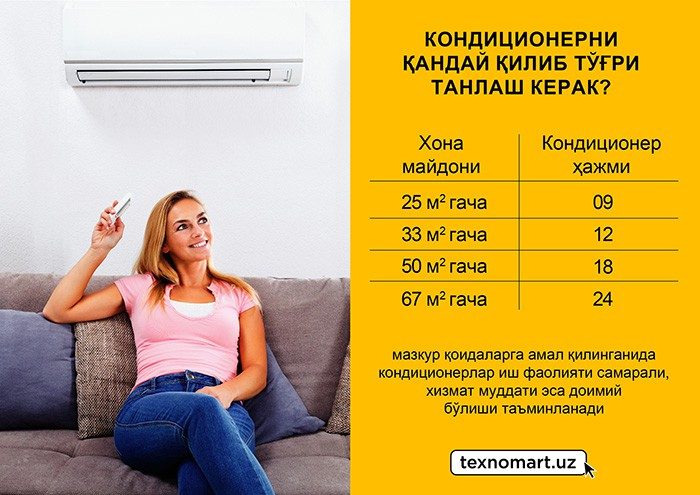 КОНДИЦИОНЕРНИ
ҚАНДАЙ ҚИЛИБ ТЎҒРИ
ТАНЛАШ КЕРАК?
Хона майдони | Кондиционер ҳажми
25 м² гача | 09
33 м² гача | 12
50 м² гача | 18
67 м² гача | 24
мазкур қоидаларга амал қилинганида
кондиционерлар иш фаолияти самарали,
хизмат муддати эса доимий
бўлиши таъминланади
texnomart.uz